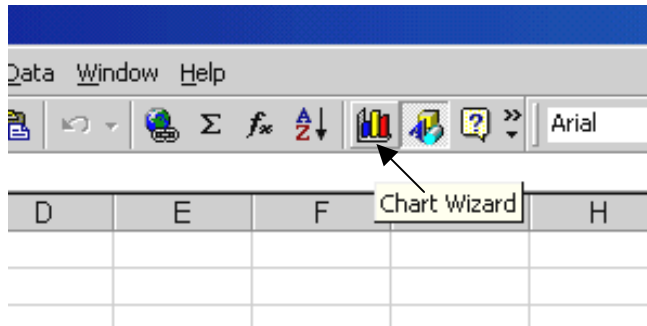 Data Window Help
Σ fx A Z ? » Arial
Chart Wizard
D E F H